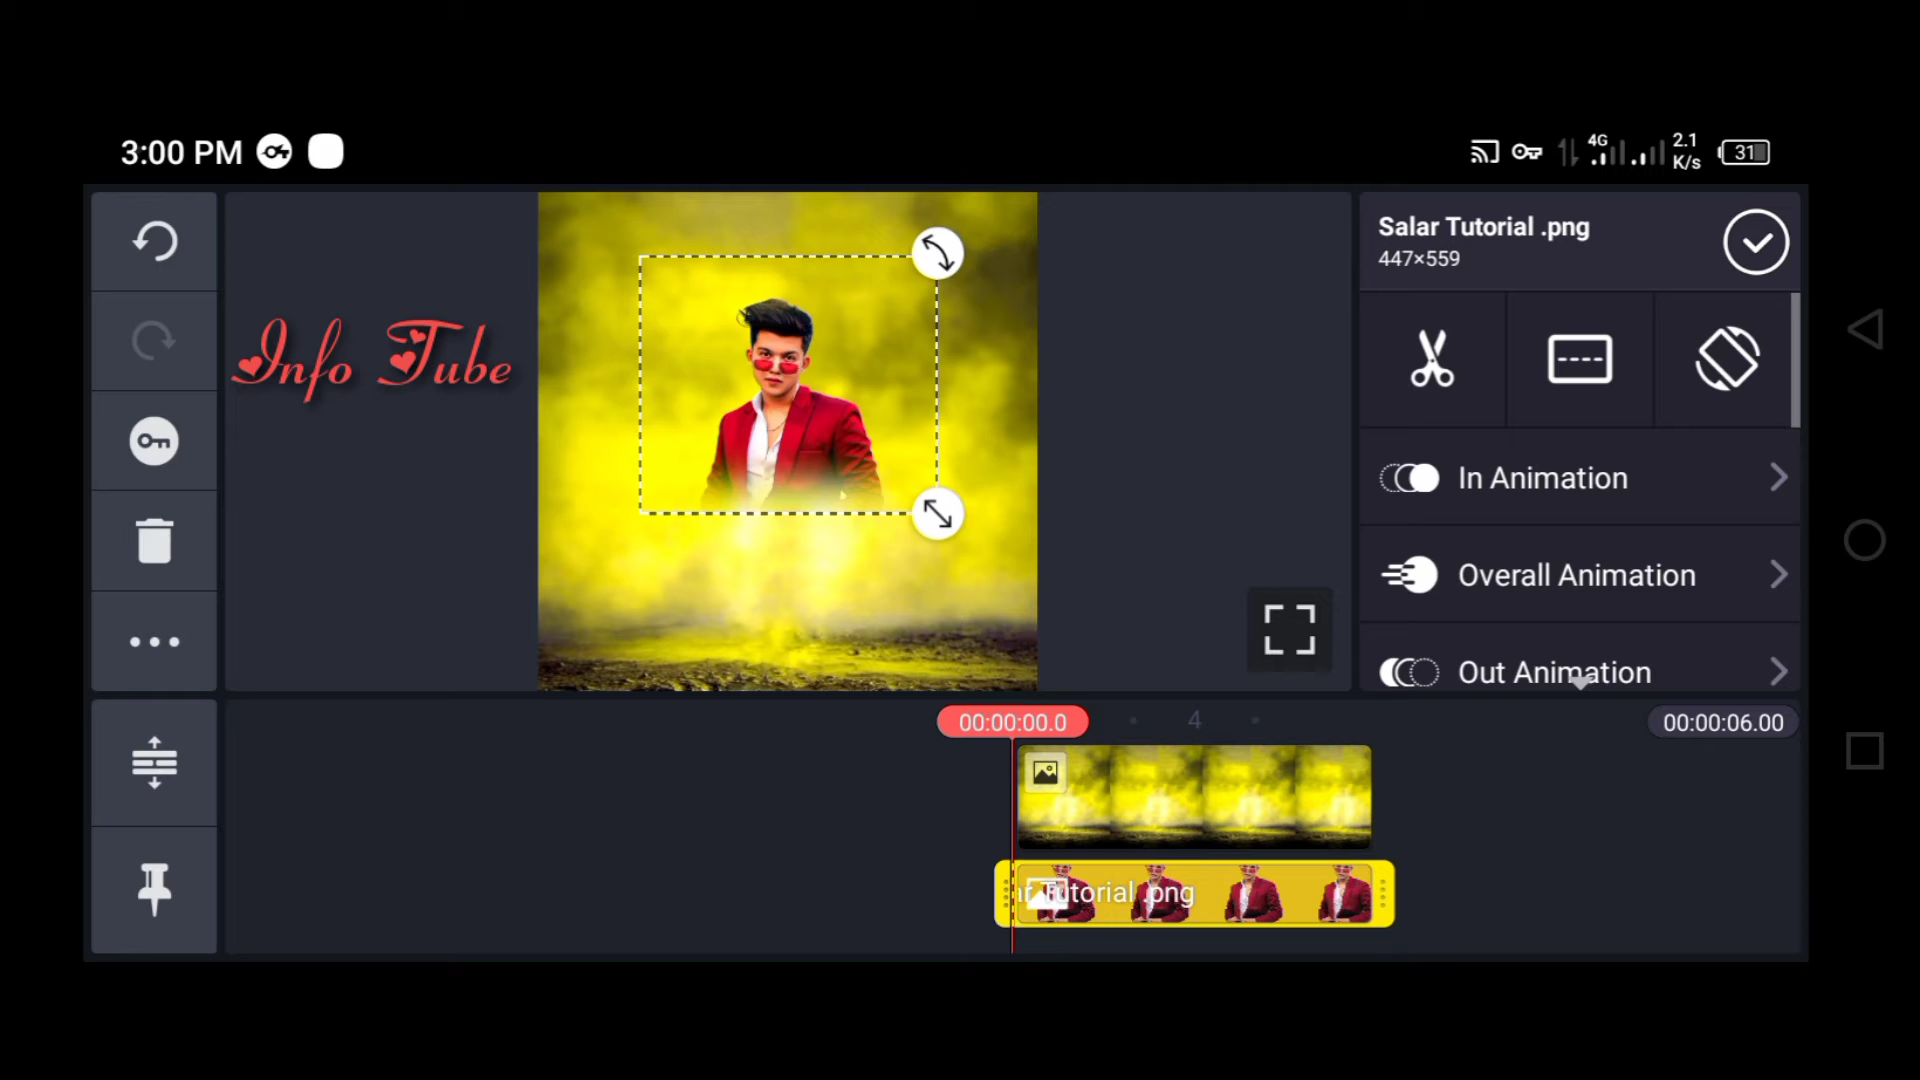 3:00 PM
4G
2.1
K/s
31
Salar Tutorial .png
447×559
Info Tube
In Animation
Overall Animation
Out Animation
00:00:00.0
4
00:00:06.00
r Tutorial .png